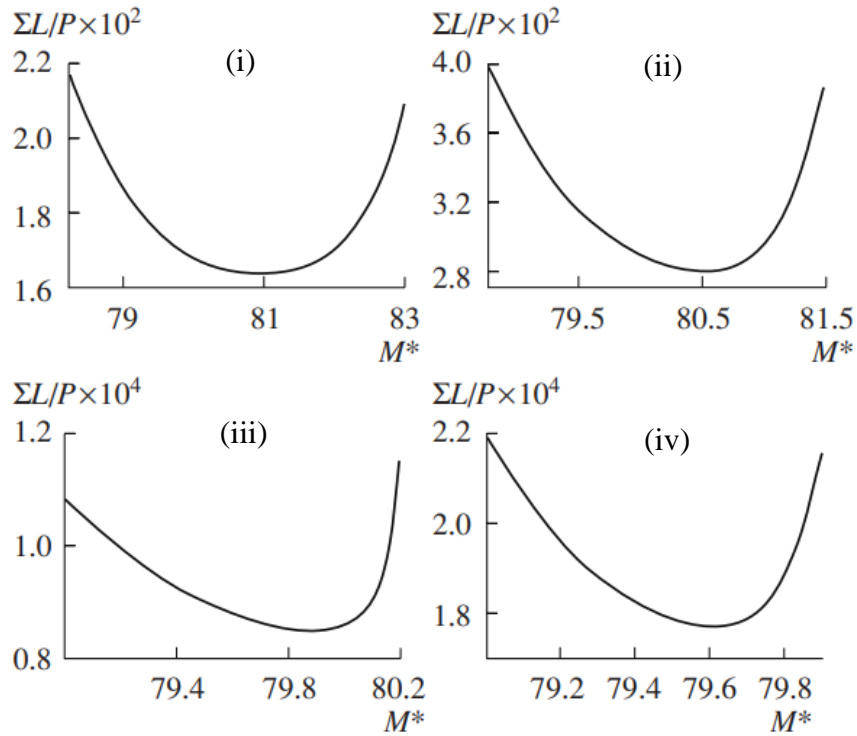 ΣL/P×10²
(i)
2.2
2.0
1.8
1.6
79 81 83
M*
ΣL/P×10²
(ii)
4.0
3.6
3.2
2.8
79.5 80.5 81.5
M*
ΣL/P×10⁴
(iii)
1.2
1.0
0.8
79.4 79.8 80.2
M*
ΣL/P×10⁴
(iv)
2.2
2.0
1.8
79.2 79.4 79.6 79.8
M*